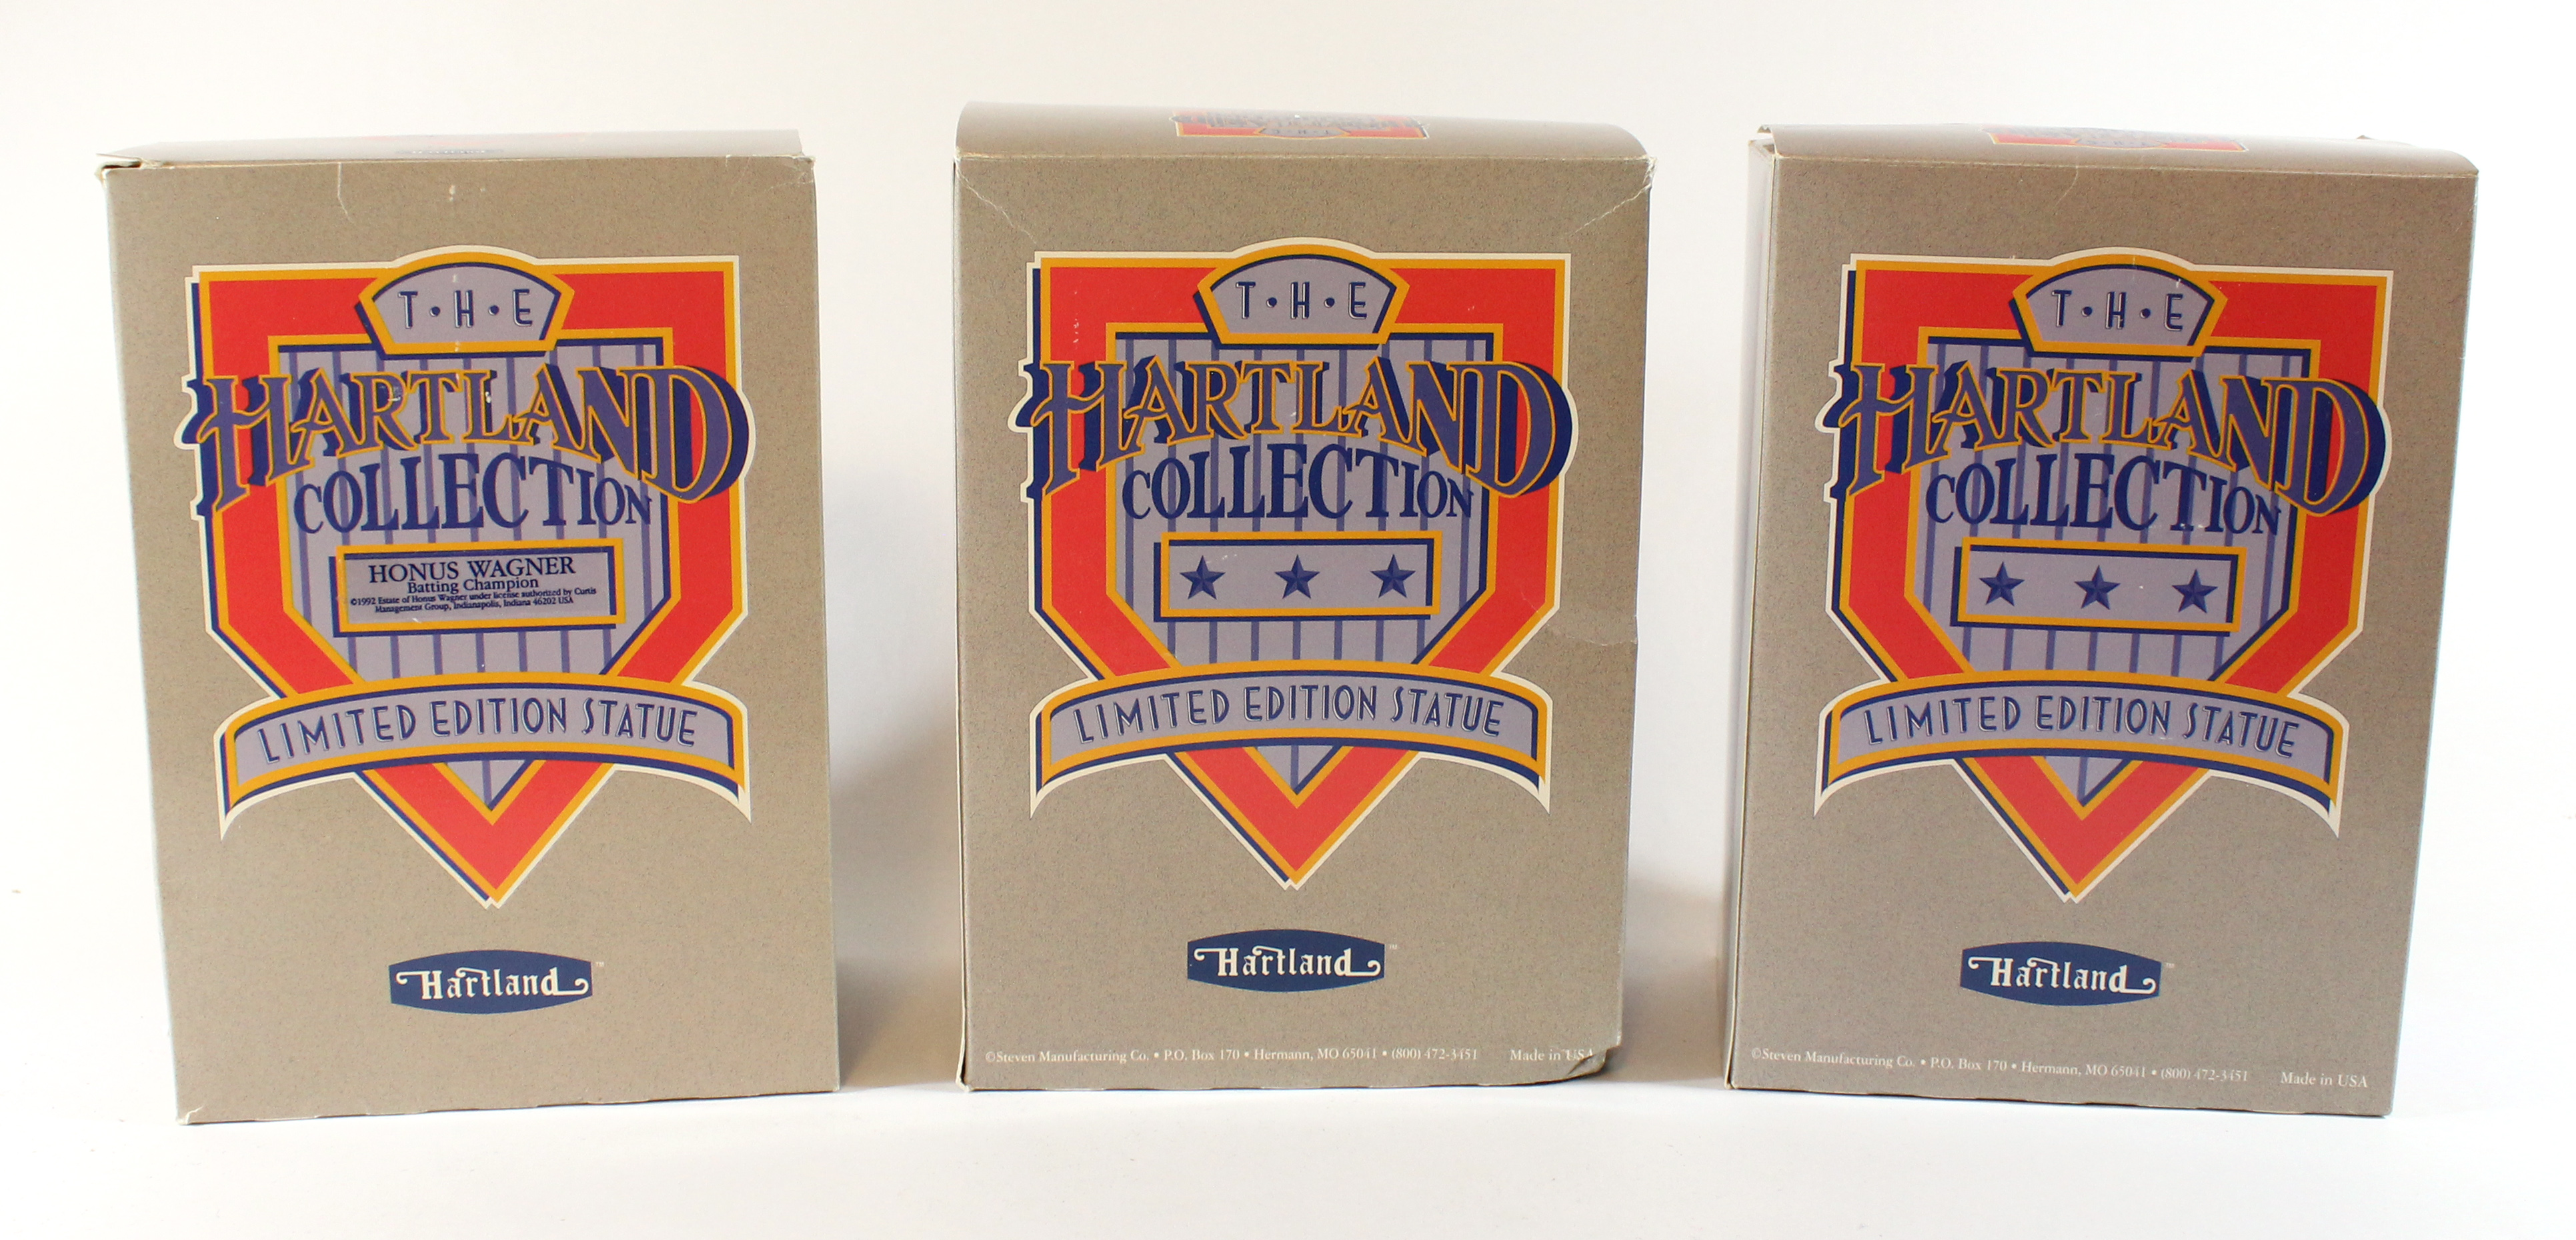 T•H•E
HARTLAND
COLLECTION
HONUS WAGNER
Batting Champion
©1992 Estate of Honus Wagner under license authorized by Curtis
Management Group, Indianapolis, Indiana 46202 USA
LIMITED EDITION STATUE
Hartland™
T•H•E
HARTLAND
COLLECTION
LIMITED EDITION STATUE
Hartland™
©Steven Manufacturing Co. • P.O. Box 170 • Hermann, MO 65041 • (800) 472-3451 Made in USA
T•H•E
HARTLAND
COLLECTION
LIMITED EDITION STATUE
Hartland™
©Steven Manufacturing Co. • P.O. Box 170 • Hermann, MO 65041 • (800) 472-3451 Made in USA